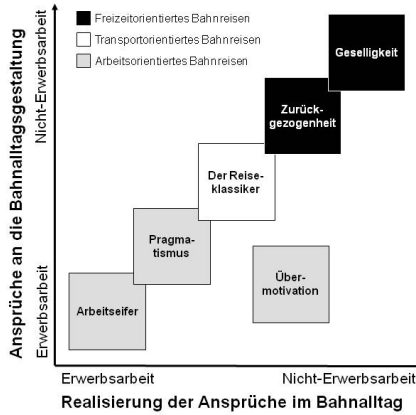 Freizeitorientiertes Bahnreisen
Transportorientiertes Bahnreisen
Arbeitsorientiertes Bahnreisen
Geselligkeit
Zurück-
gezogenheit
Der Reise-
klassiker
Pragma-
tismus
Über-
motivation
Arbeitseifer
Ansprüche an die Bahnalltagsgestaltung
Nicht-Erwerbsarbeit
Erwerbsarbeit
Erwerbsarbeit
Nicht-Erwerbsarbeit
Realisierung der Ansprüche im Bahnalltag